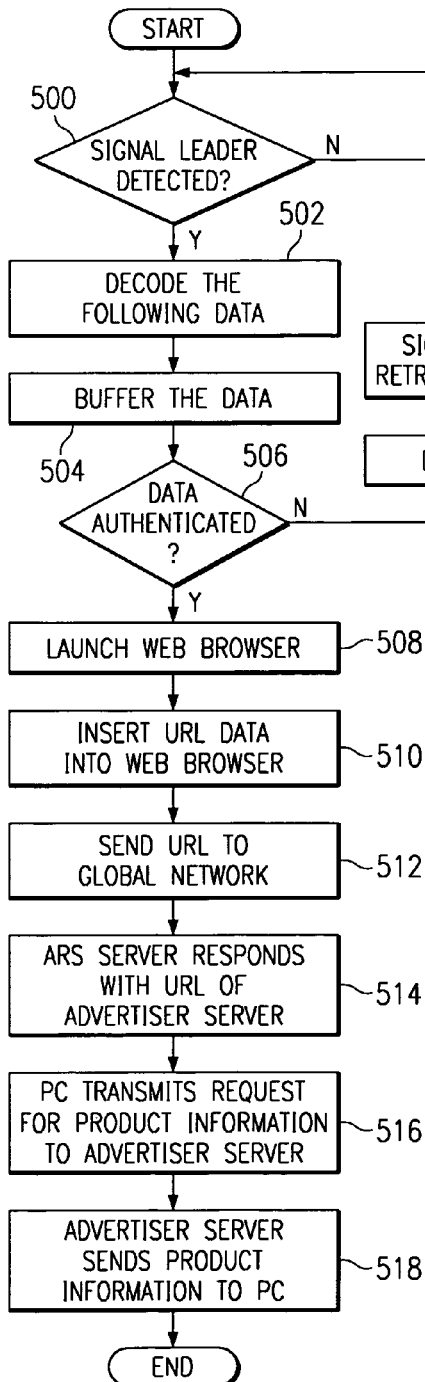 START
500
SIGNAL LEADER
DETECTED?
N
Y
502
DECODE THE
FOLLOWING DATA
BUFFER THE DATA
504
506
DATA
AUTHENTICATED
?
N
Y
LAUNCH WEB BROWSER
508
INSERT URL DATA
INTO WEB BROWSER
510
SEND URL TO
GLOBAL NETWORK
512
ARS SERVER RESPONDS
WITH URL OF
ADVERTISER SERVER
514
PC TRANSMITS REQUEST
FOR PRODUCT INFORMATION
TO ADVERTISER SERVER
516
ADVERTISER SERVER
SENDS PRODUCT
INFORMATION TO PC
518
END